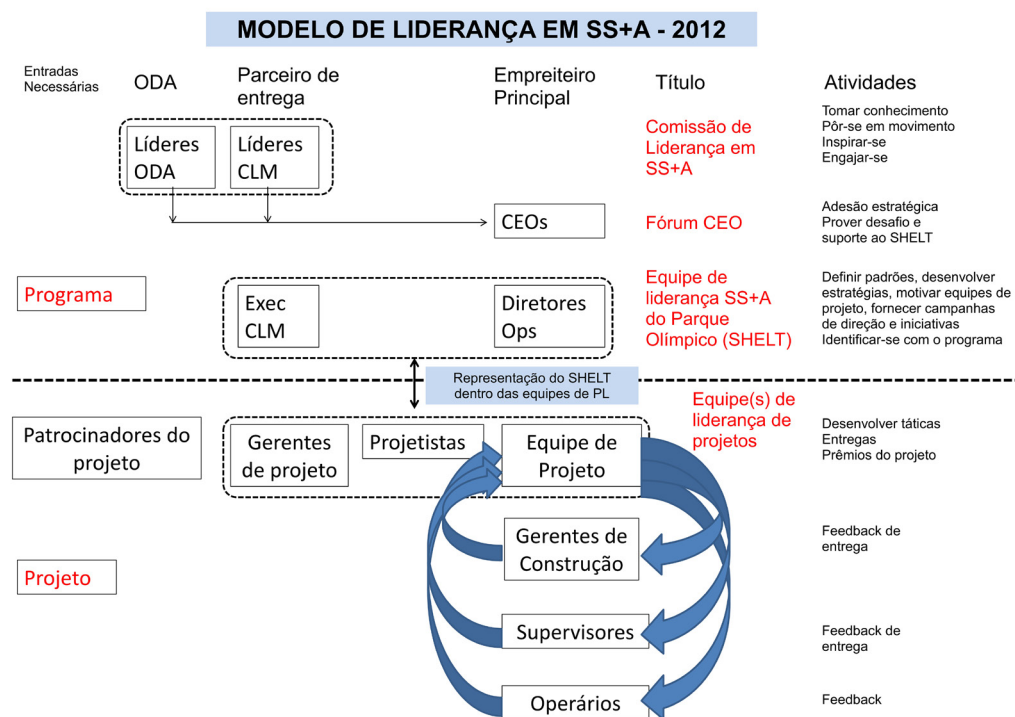 MODELO DE LIDERANÇA EM SS+A - 2012
Entradas
Necessárias
ODA
Parceiro de
entrega
Empreiteiro
Principal
Título
Atividades
Líderes
ODA
Líderes
CLM
Comissão de
Liderança em
SS+A
Tomar conhecimento
Pôr-se em movimento
Inspirar-se
Engajar-se
CEOs
Fórum CEO
Adesão estratégica
Prover desafio e
suporte ao SHELT
Programa
Exec
CLM
Diretores
Ops
Equipe de
liderança SS+A
do Parque
Olímpico (SHELT)
Definir padrões, desenvolver
estratégias, motivar equipes de
projeto, fornecer campanhas
de direção e iniciativas
Identificar-se com o programa
Representação do SHELT
dentro das equipes de PL
Equipe(s) de
liderança de
projetos
Patrocinadores do
projeto
Gerentes
de projeto
Projetistas
Equipe de
Projeto
Desenvolver táticas
Entregas
Prêmios do projeto
Gerentes de
Construção
Feedback de
entrega
Projeto
Supervisores
Feedback de
entrega
Operários
Feedback